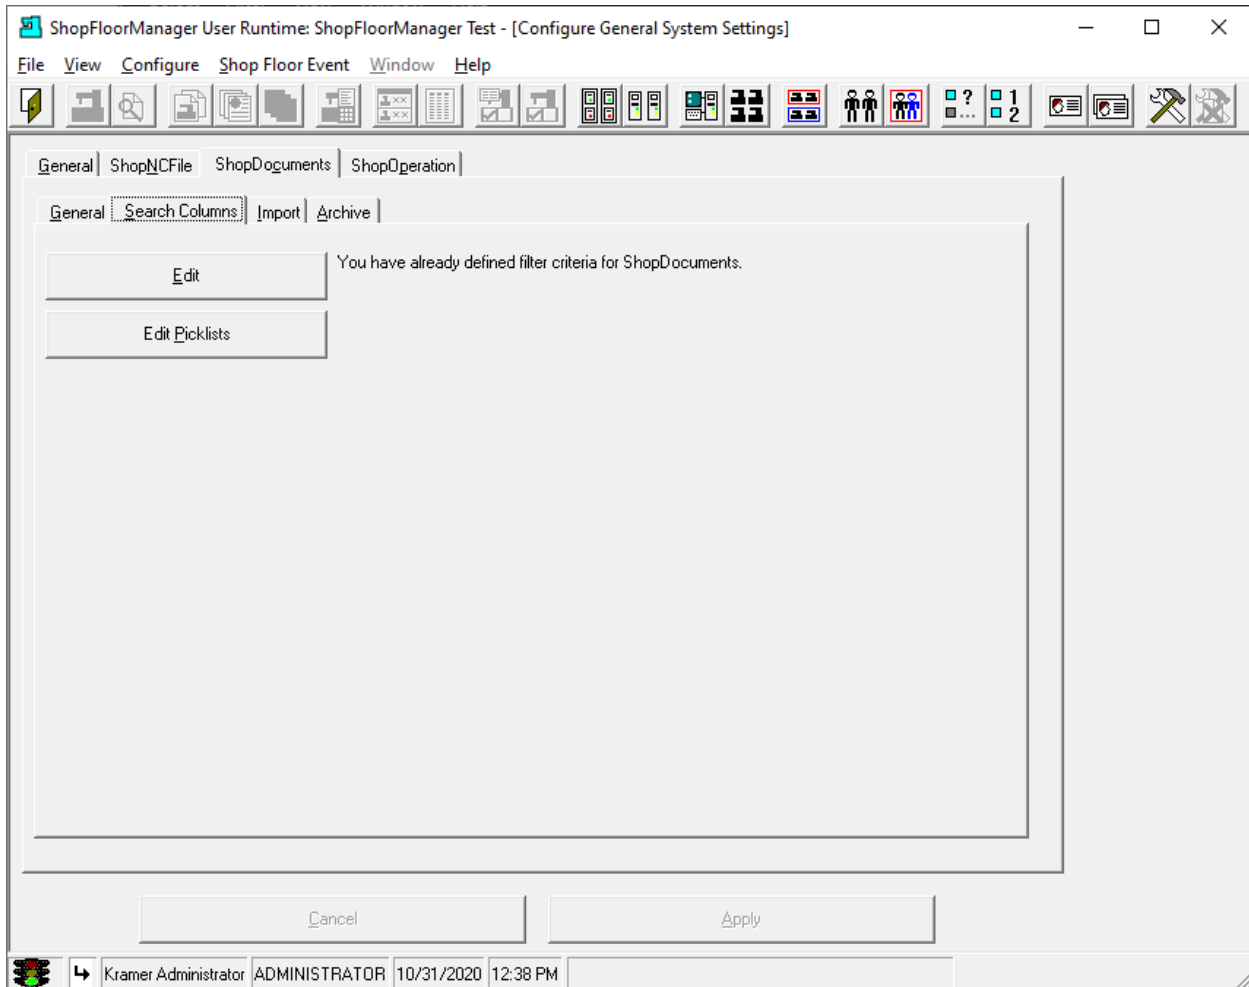 ShopFloorManager User Runtime: ShopFloorManager Test - [Configure General System Settings]
File View Configure Shop Floor Event Window Help
? 1
... 2
General ShopNCFile ShopDocuments ShopOperation
General Search Columns Import Archive
Edit You have already defined filter criteria for ShopDocuments.
Edit Picklists
Cancel Apply
Kramer Administrator ADMINISTRATOR 10/31/2020 12:38 PM